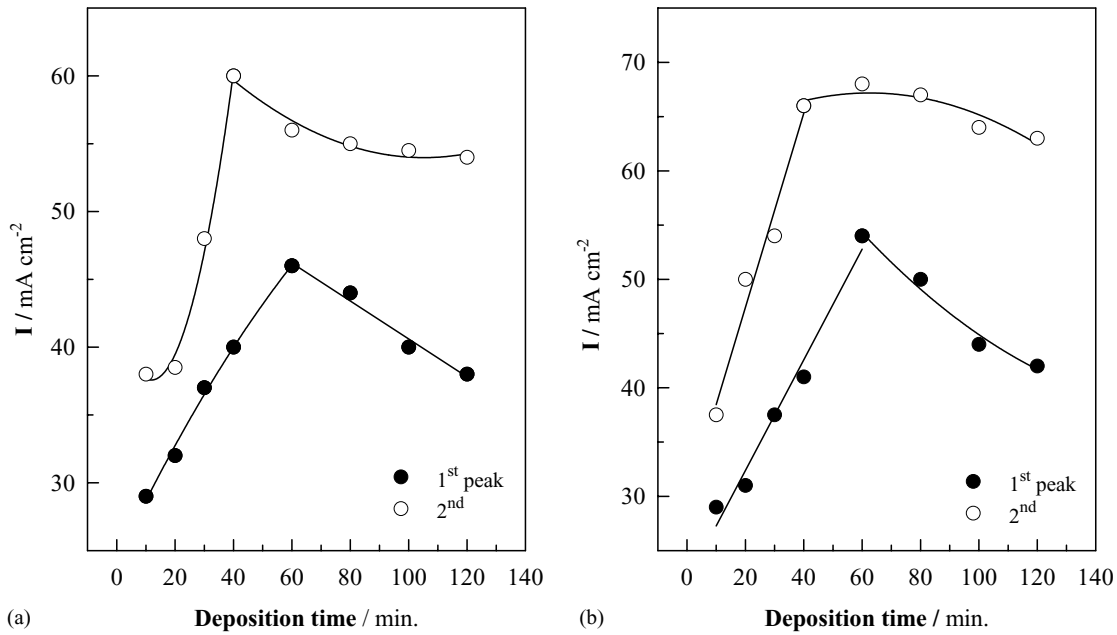 60
50
40
30
I / mA cm⁻²
1st peak
2nd
0 20 40 60 80 100 120 140
(a) Deposition time / min.
70
60
50
40
30
I / mA cm⁻²
1st peak
2nd
0 20 40 60 80 100 120 140
(b) Deposition time / min.